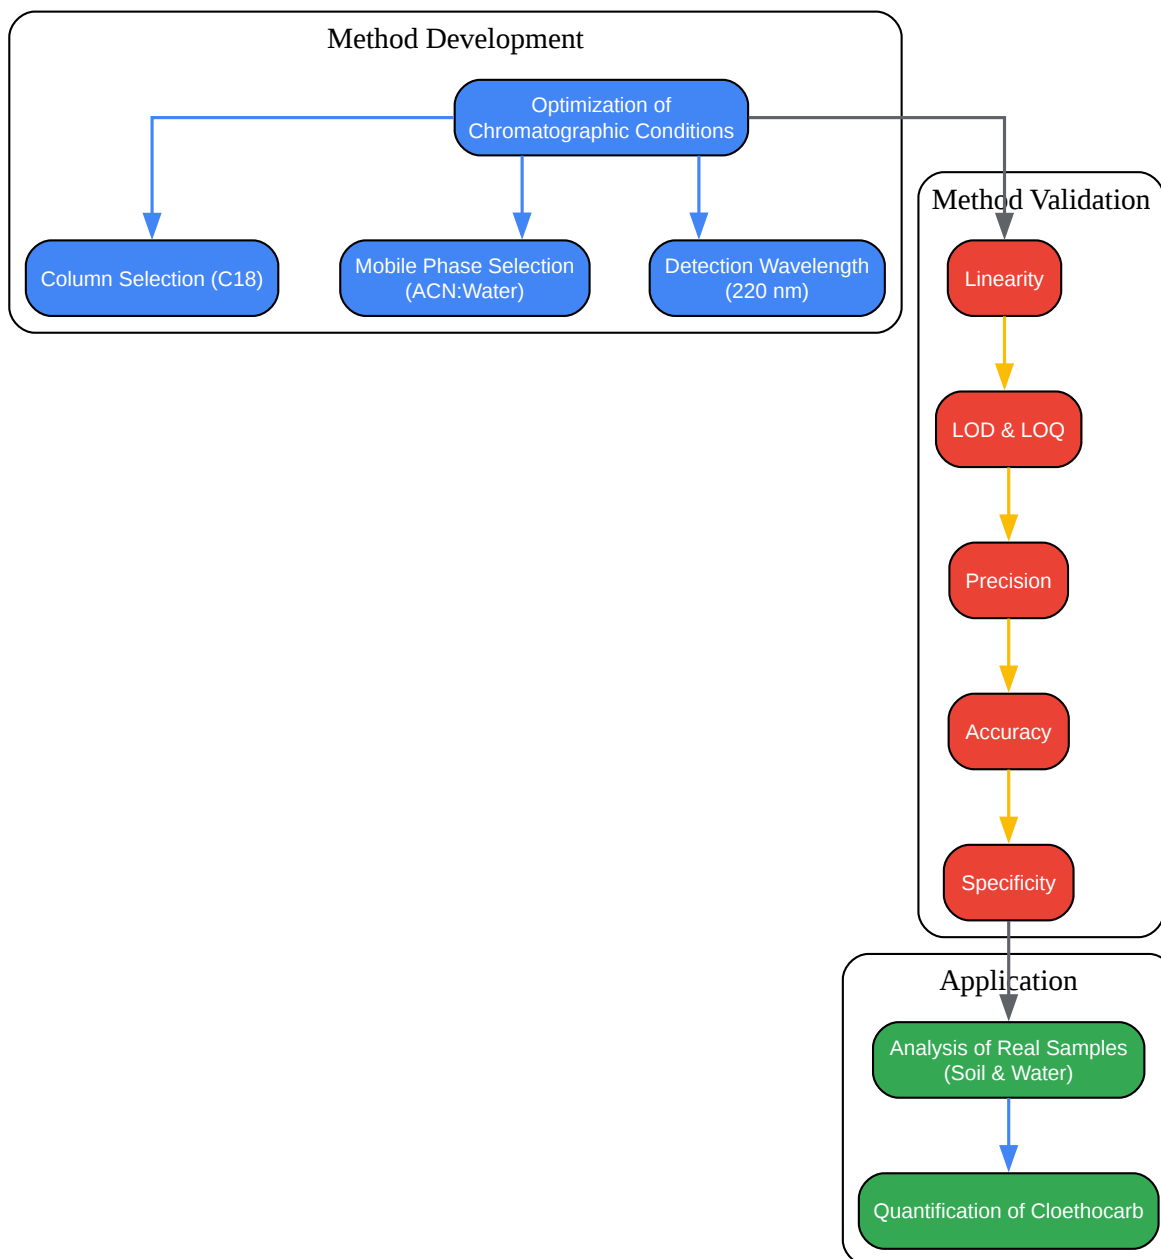 Method Development
Optimization of
Chromatographic Conditions
Column Selection (C18)
Mobile Phase Selection
(ACN:Water)
Detection Wavelength
(220 nm)
Method Validation
Linearity
LOD & LOQ
Precision
Accuracy
Specificity
Application
Analysis of Real Samples
(Soil & Water)
Quantification of Cloethocarb